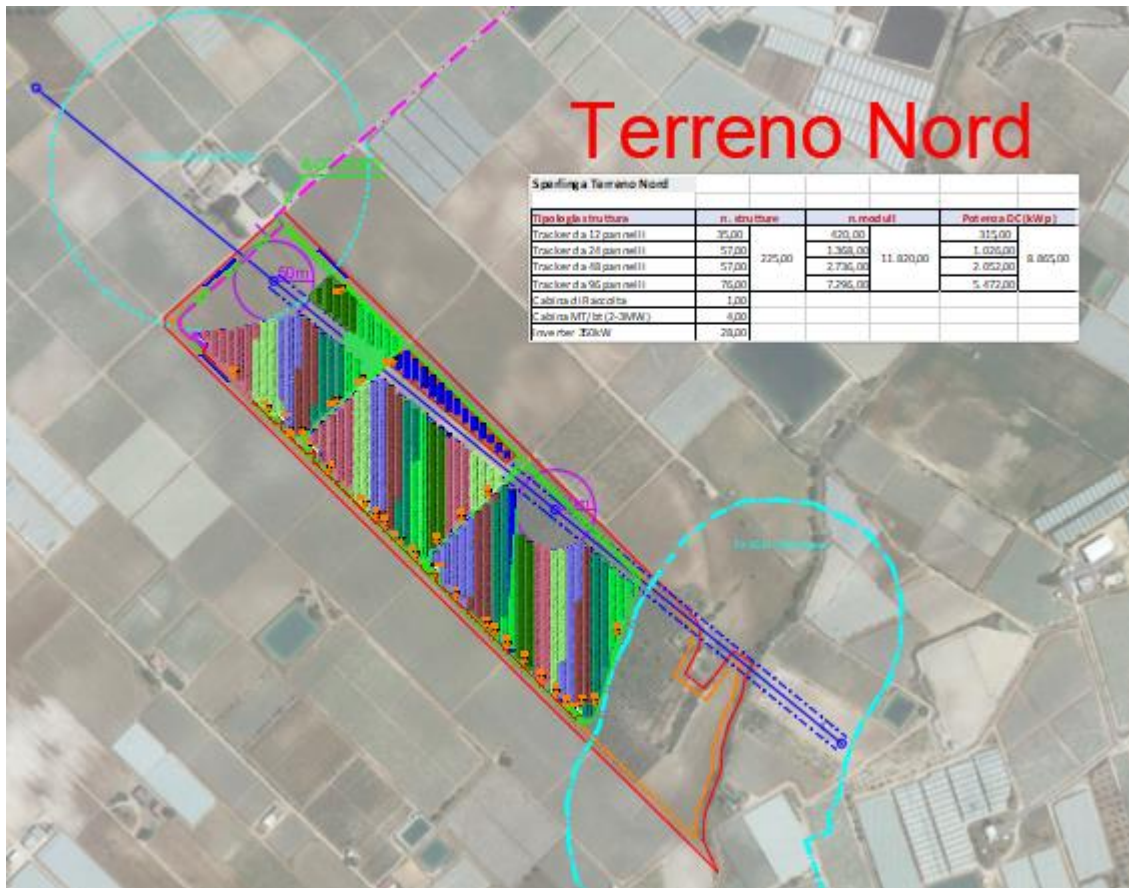 Terreno Nord
Sperlinga Terreno Nord
Tipologia struttura n. strutture n.moduli Potenza DC (kWp)
Tracker da 12 pannelli 35,00 420,00 315,00
Tracker da 24 pannelli 57,00 1.368,00 1.026,00
225,00 11.820,00 8.865,00
Tracker da 48 pannelli 57,00 2.736,00 2.052,00
Tracker da 96 pannelli 76,00 7.296,00 5.472,00
Cabina di Raccolta 1,00
Cabina MT/bt (2-3MW) 4,00
Inverter 350kW 28,00
50m